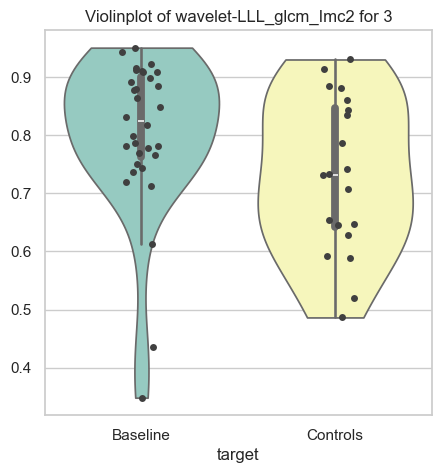 Violinplot of wavelet-LLL_glcm_Imc2 for 3
0.9
0.8
0.7
0.6
0.5
0.4
Baseline Controls
target